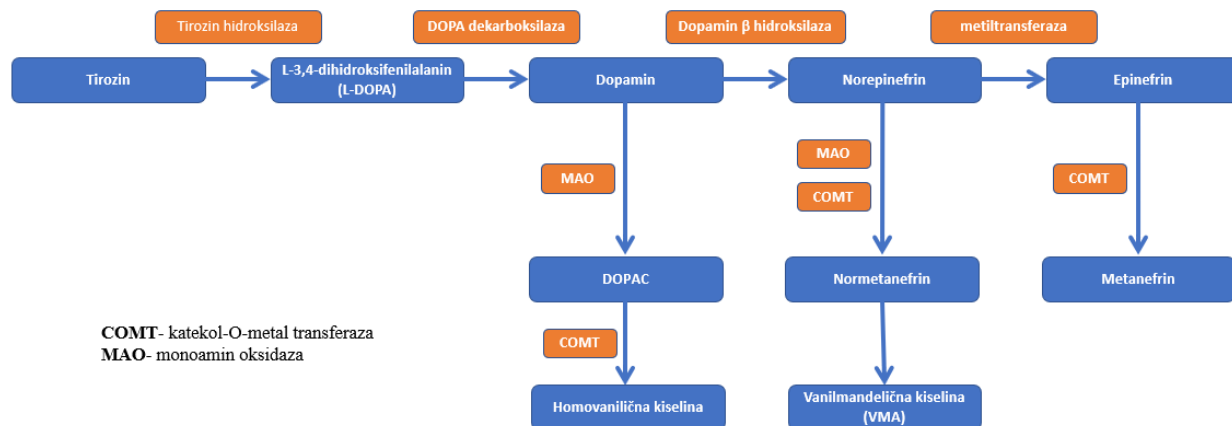 Tirozin hidroksilaza
DOPA dekarboksilaza
Dopamin β hidroksilaza
metiltransferaza
Tirozin
L-3,4-dihidroksifenilalanin
(L-DOPA)
Dopamin
Norepinefrin
Epinefrin
MAO
MAO
COMT
COMT
DOPAC
Normetanefrin
Metanefrin
COMT- katekol-O-metal transferaza
MAO- monoamin oksidaza
COMT
Homovanilična kiselina
Vanilmandelična kiselina
(VMA)